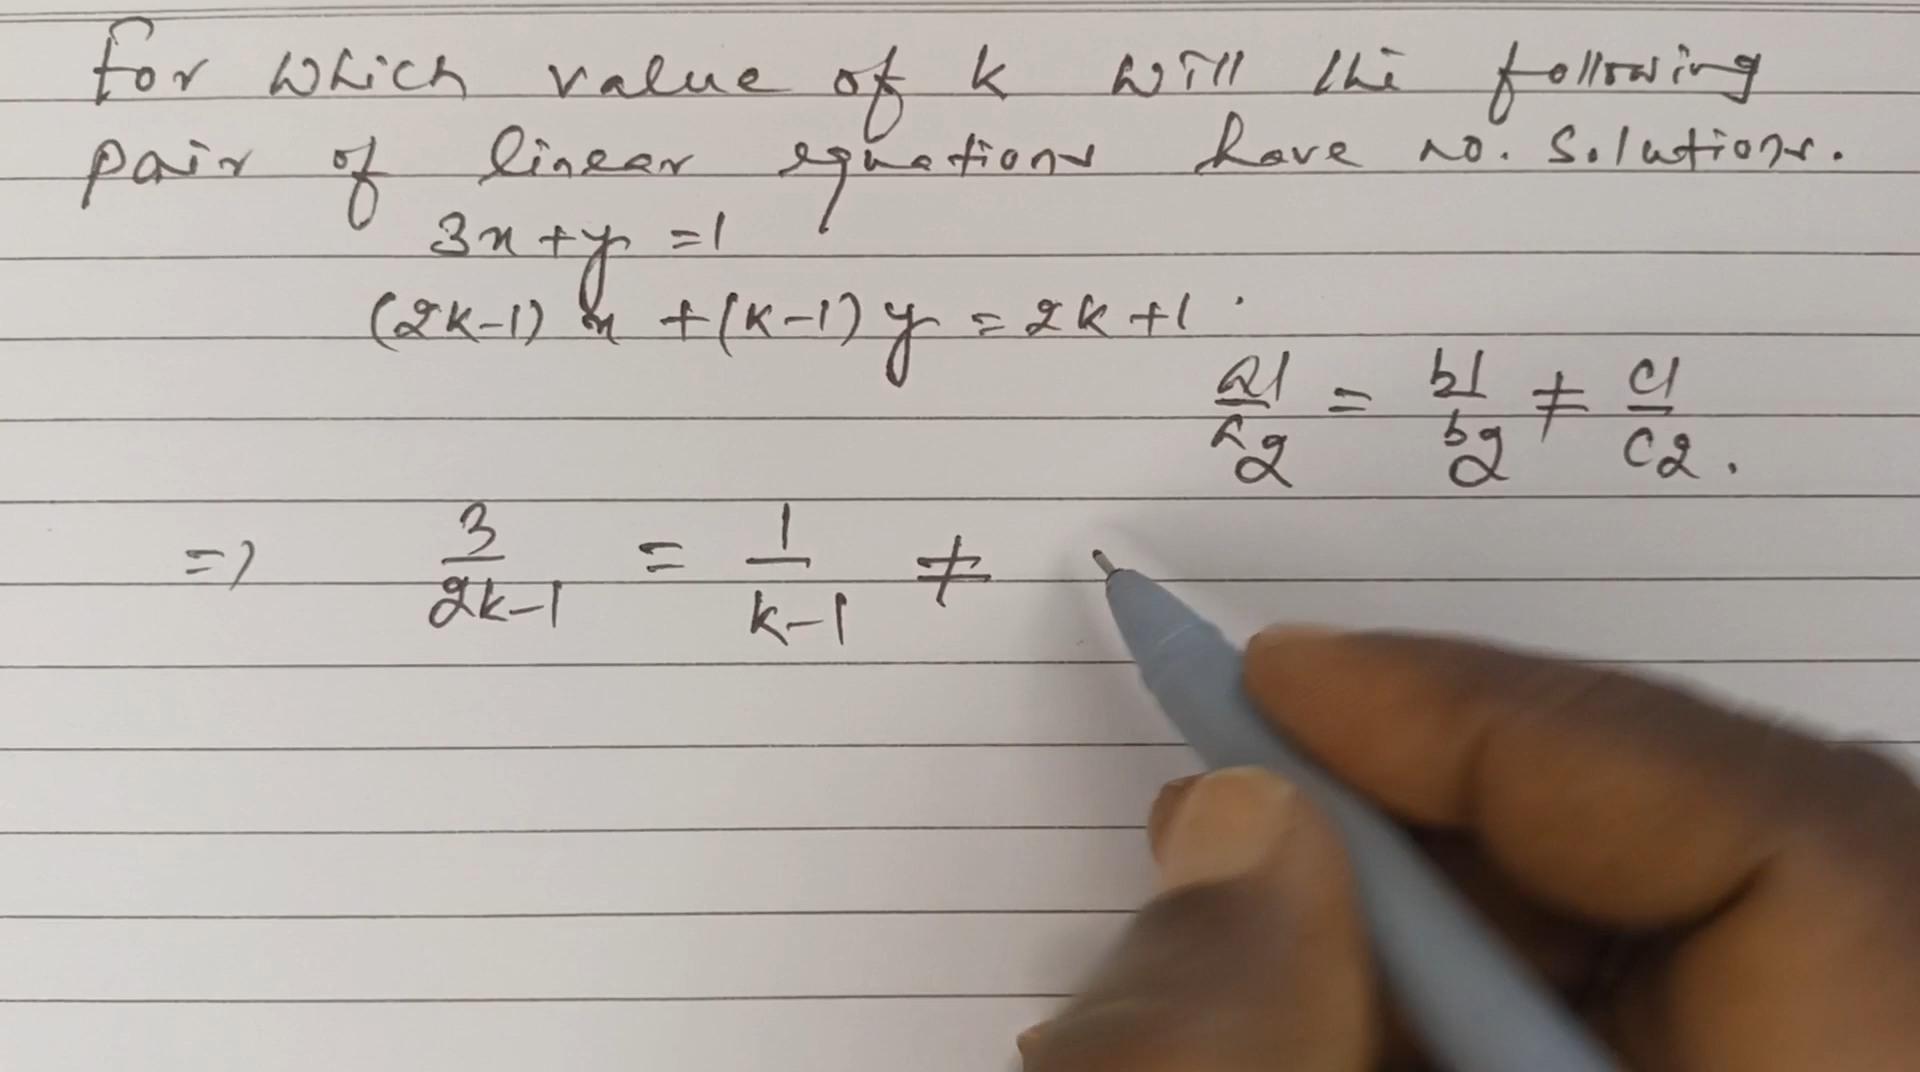 For which value of k will the following
pair of linear equations have no. solutions.
3x+y=1
(2k-1)x+(k-1)y=2k+1.
a1/a2 = b1/b2 ≠ c1/c2.
=> 3/2k-1 = 1/k-1 ≠